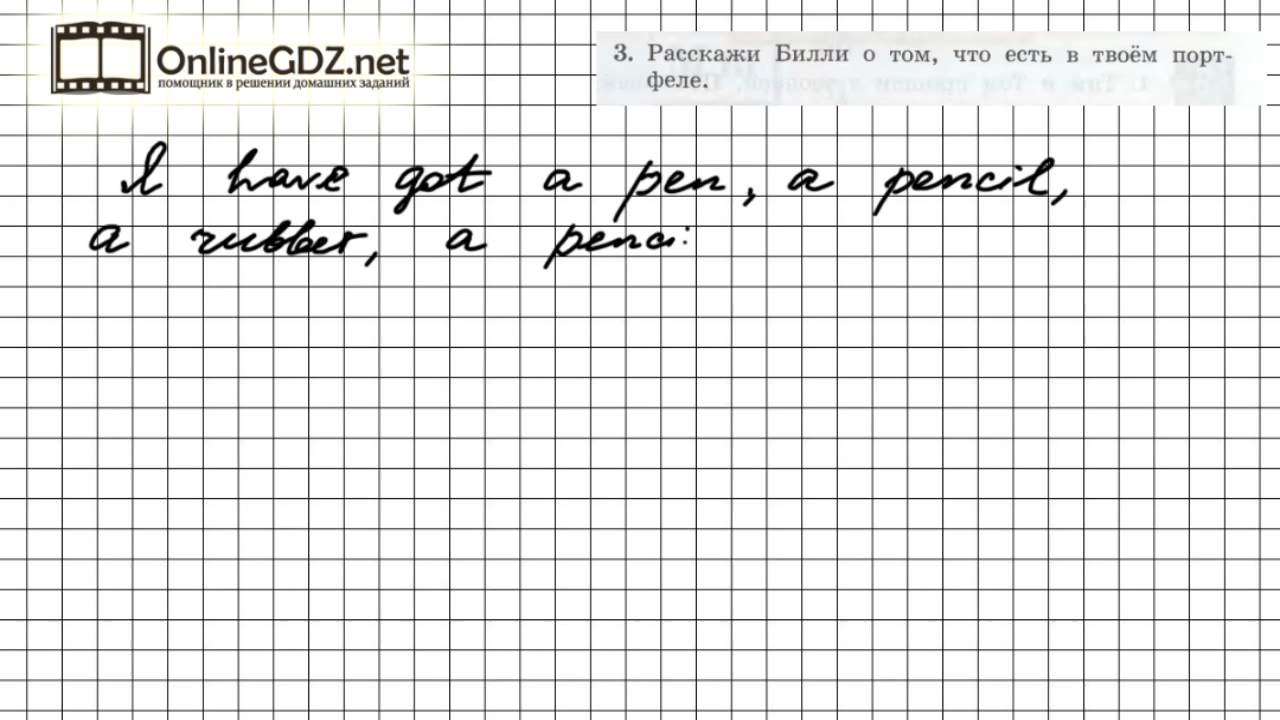 OnlineGDZ.net
помощник в решении домашних заданий
3. Расскажи Билли о том, что есть в твоём порт-
феле.
I have got a pen, a pencil,
a rubber, a penci